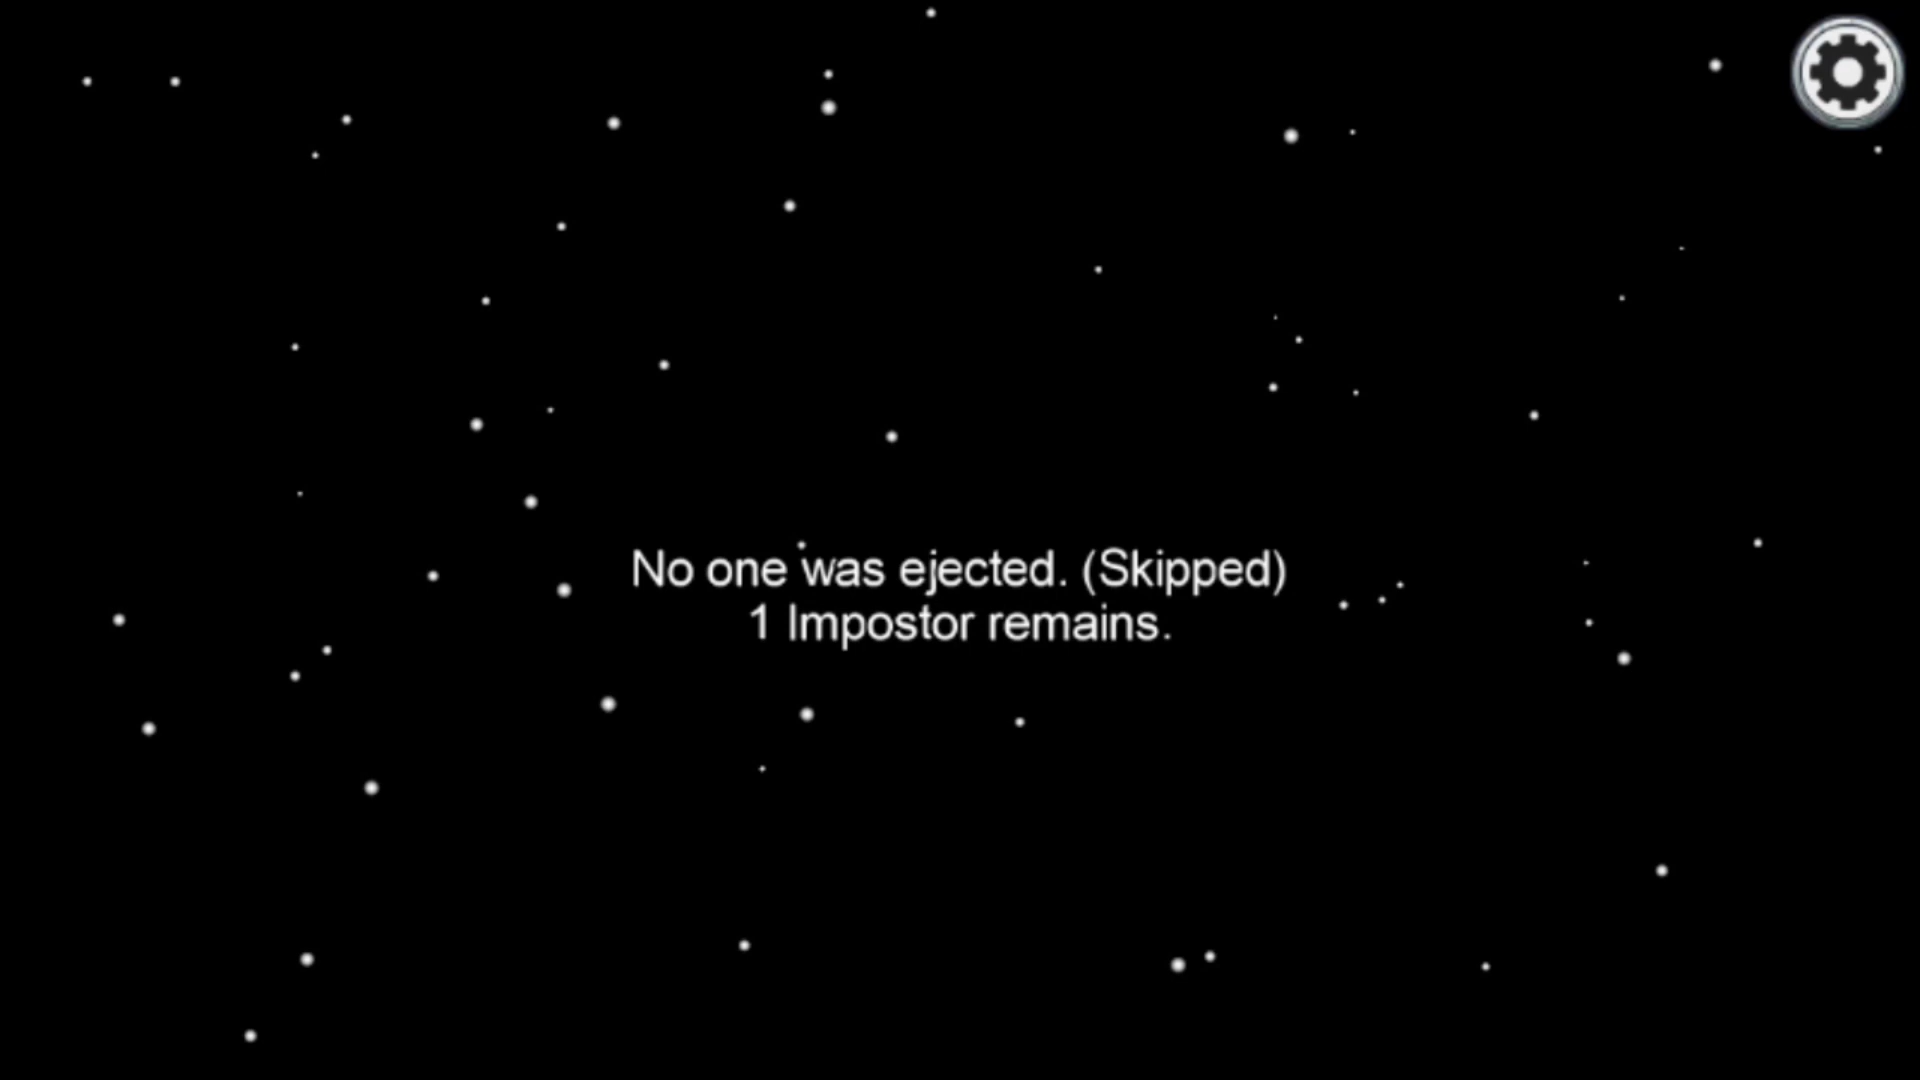 No one was ejected. (Skipped)
1 Impostor remains.